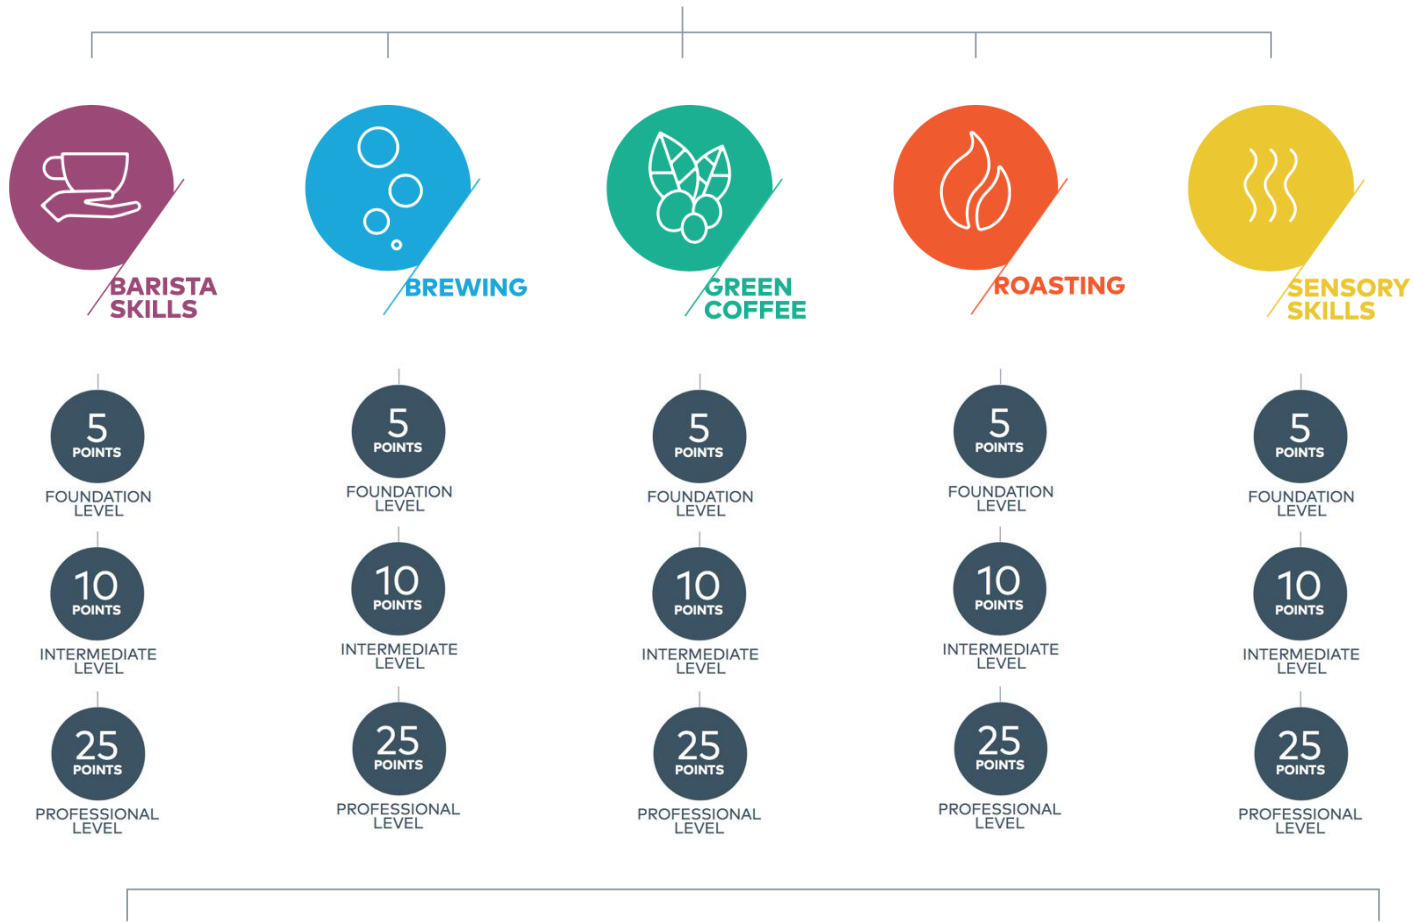 BARISTA
SKILLS
BREWING
GREEN
COFFEE
ROASTING
SENSORY
SKILLS
5
POINTS
FOUNDATION
LEVEL
5
POINTS
FOUNDATION
LEVEL
5
POINTS
FOUNDATION
LEVEL
5
POINTS
FOUNDATION
LEVEL
5
POINTS
FOUNDATION
LEVEL
10
POINTS
INTERMEDIATE
LEVEL
10
POINTS
INTERMEDIATE
LEVEL
10
POINTS
INTERMEDIATE
LEVEL
10
POINTS
INTERMEDIATE
LEVEL
10
POINTS
INTERMEDIATE
LEVEL
25
POINTS
PROFESSIONAL
LEVEL
25
POINTS
PROFESSIONAL
LEVEL
25
POINTS
PROFESSIONAL
LEVEL
25
POINTS
PROFESSIONAL
LEVEL
25
POINTS
PROFESSIONAL
LEVEL